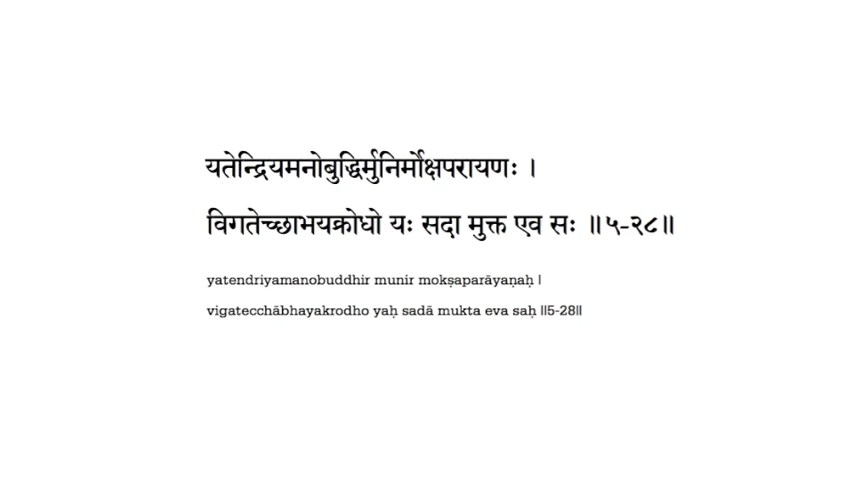 यतेन्द्रियमनोबुद्धिर्मुनिर्मोक्षपरायणः ।
विगतेच्छाभयक्रोधो यः सदा मुक्त एव सः ॥५-२८॥
yatendriyamanobuddhir munir mokṣaparāyaṇaḥ |
vigatecchābhayakrodho yaḥ sadā mukta eva saḥ ||5-28||